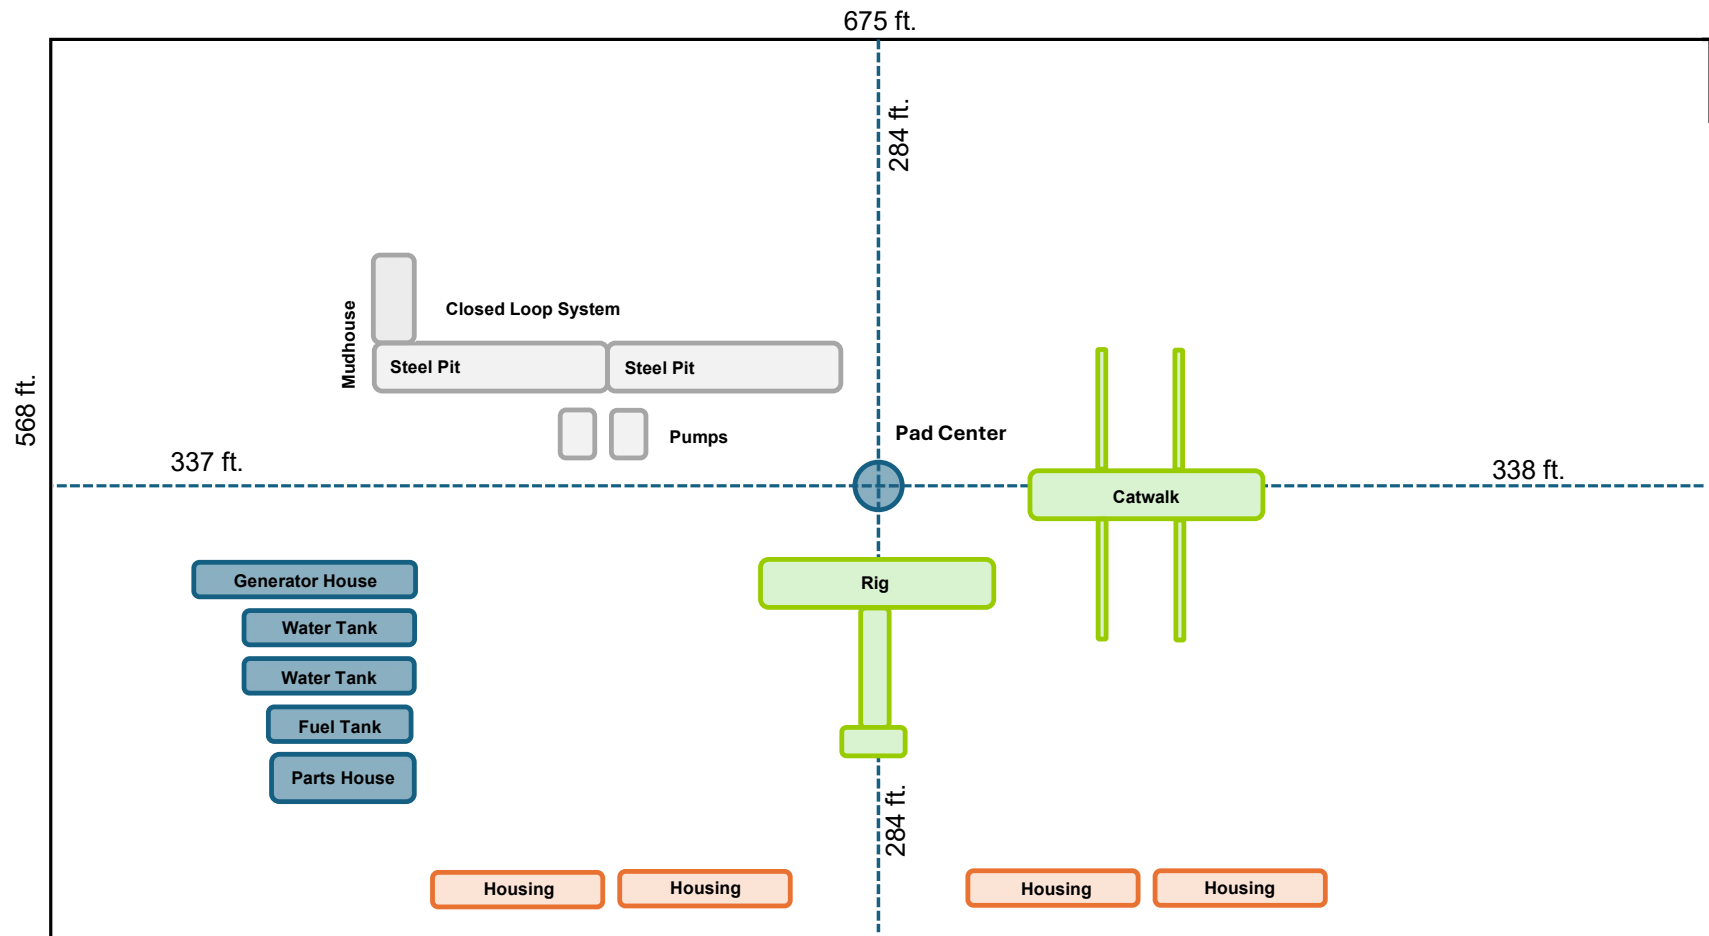 675 ft.
284 ft.
Closed Loop System
Mudhouse
Steel Pit
Steel Pit
568 ft.
Pumps
Pad Center
337 ft.
338 ft.
Catwalk
Generator House
Rig
Water Tank
Water Tank
Fuel Tank
Parts House
284 ft.
Housing
Housing
Housing
Housing